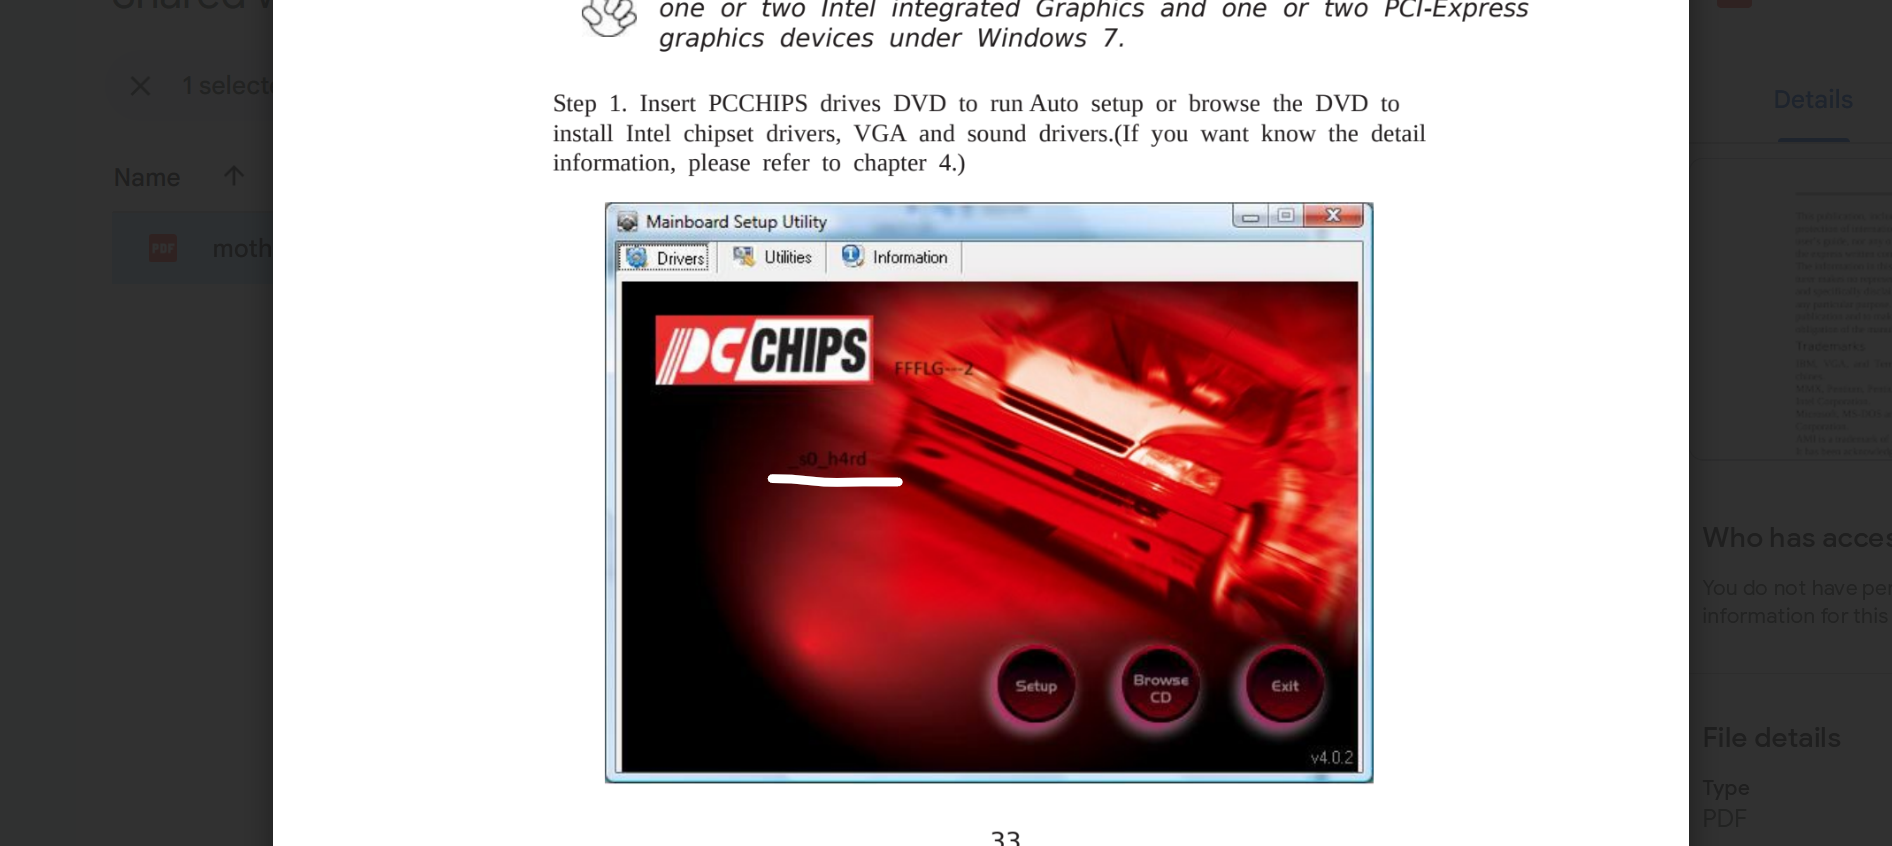 1 selecte
Details
Name
moth
one or two Intel integrated Graphics and one or two PCI-Express
graphics devices under Windows 7.
Step 1. Insert PCCHIPS drives DVD to run Auto setup or browse the DVD to
install Intel chipset drivers, VGA and sound drivers.(If you want know the detail
information, please refer to chapter 4.)
Mainboard Setup Utility
Drivers Utilities Information
PCCHIPS
FFFLG---2
_s0_h4rd
Setup Browse CD Exit
v4.0.2
33
Trademarks
Who has acces
You do not have per
information for this
File details
Type
PDF